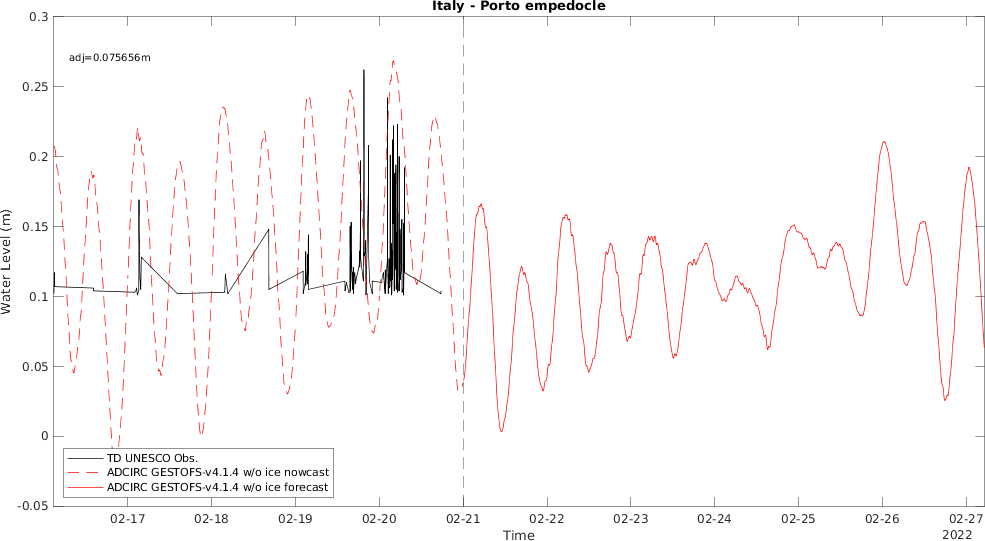 Italy - Porto empedocle
adj=0.075656m
Water Level (m)
0.3
0.25
0.2
0.15
0.1
0.05
0
-0.05
TD UNESCO Obs.
ADCIRC GESTOFS-v4.1.4 w/o ice nowcast
ADCIRC GESTOFS-v4.1.4 w/o ice forecast
02-17 02-18 02-19 02-20 02-21 02-22 02-23 02-24 02-25 02-26 02-27
Time
2022